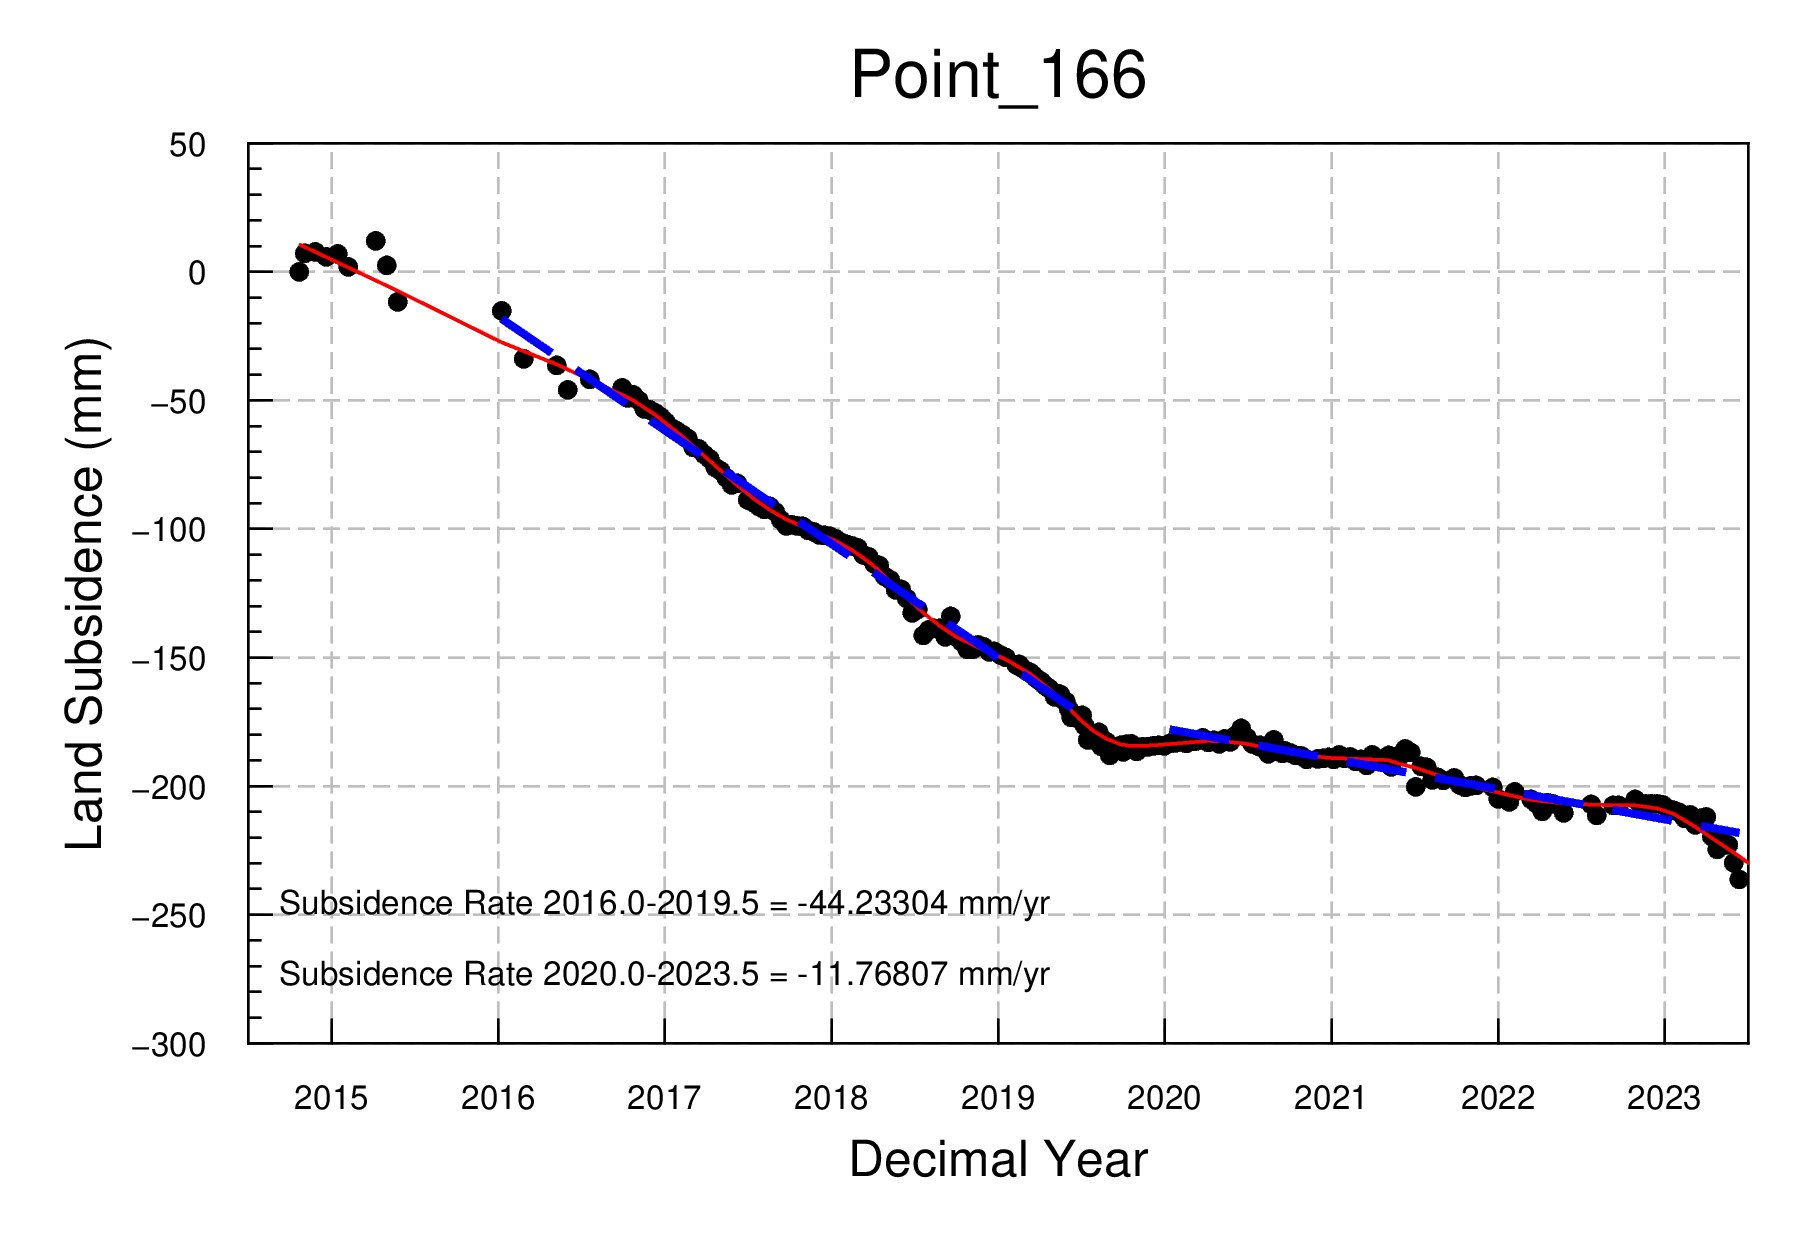 Point_166
50
0
−50
−100
−150
−200
−250
−300
Land Subsidence (mm)
Subsidence Rate 2016.0-2019.5 = -44.23304 mm/yr
Subsidence Rate 2020.0-2023.5 = -11.76807 mm/yr
2015 2016 2017 2018 2019 2020 2021 2022 2023
Decimal Year